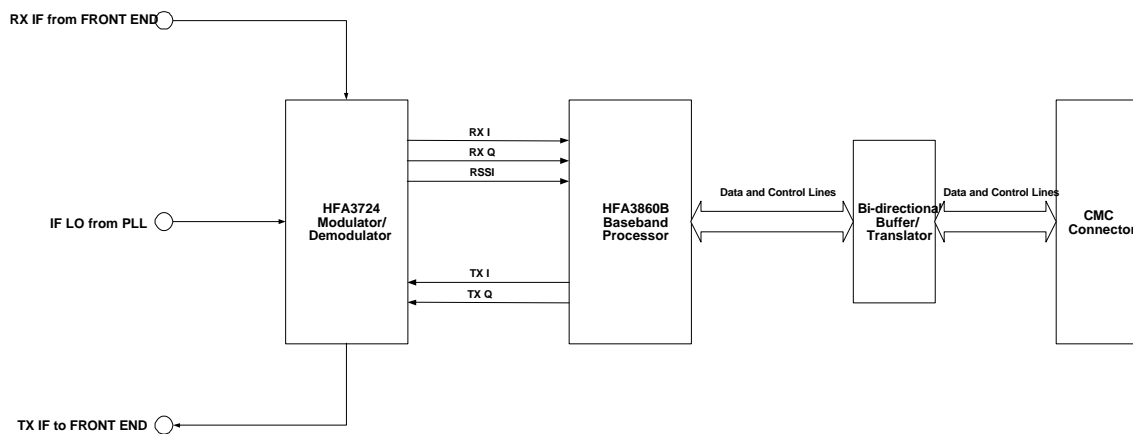 RX IF from FRONT END
RX I
RX Q
RSSI
Data and Control Lines
Data and Control Lines
IF LO from PLL
HFA3724
Modulator/
Demodulator
HFA3860B
Baseband
Processor
Bi-directional
Buffer/
Translator
CMC
Connector
TX I
TX Q
TX IF to FRONT END